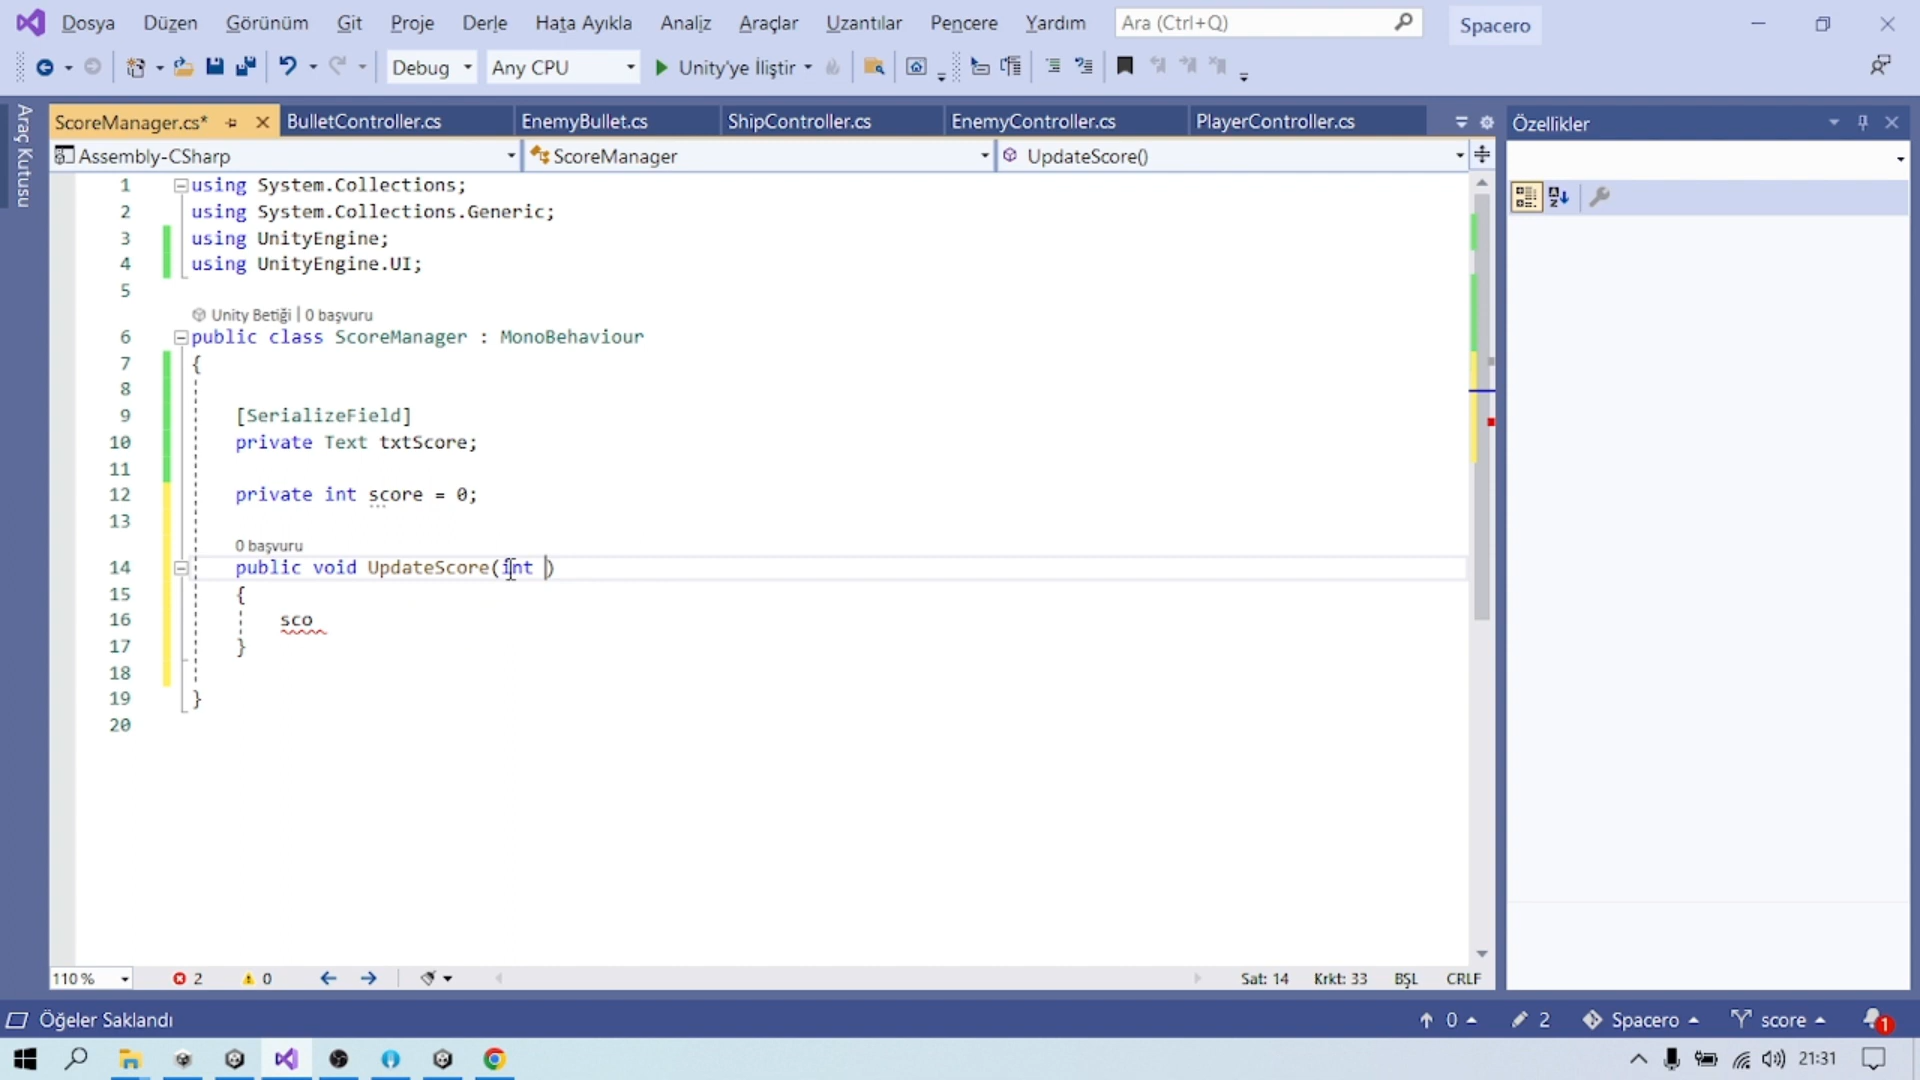 Dosya Düzen Görünüm Git Proje Derle Hata Ayıkla Analiz Araçlar Uzantılar Pencere Yardım Ara (Ctrl+Q) Spacero
Debug Any CPU Unity'ye İliştir
Araç Kutusu
ScoreManager.cs* BulletController.cs EnemyBullet.cs ShipController.cs EnemyController.cs PlayerController.cs
Özellikler
Assembly-CSharp ScoreManager UpdateScore()
1 using System.Collections;
2 using System.Collections.Generic;
3 using UnityEngine;
4 using UnityEngine.UI;
5
Unity Betiği | 0 başvuru
6 public class ScoreManager : MonoBehaviour
7 {
8
9 [SerializeField]
10 private Text txtScore;
11
12 private int score = 0;
13
0 başvuru
14 public void UpdateScore(int )
15 {
16 sco
17 }
18
19 }
20
110 % 2 0 Sat: 14 Krkt: 33 BŞL CRLF
Öğeler Saklandı 0 2 Spacero score 1
21:31